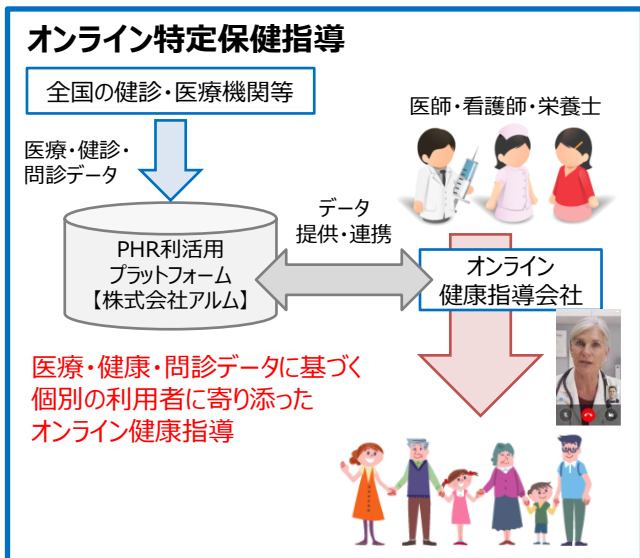 オンライン特定保健指導
全国の健診・医療機関等
医師・看護師・栄養士
医療・健診・
問診データ
データ
提供・連携
PHR利活用
プラットフォーム
【株式会社アルム】
オンライン
健康指導会社
医療・健康・問診データに基づく
個別の利用者に寄り添った
オンライン健康指導